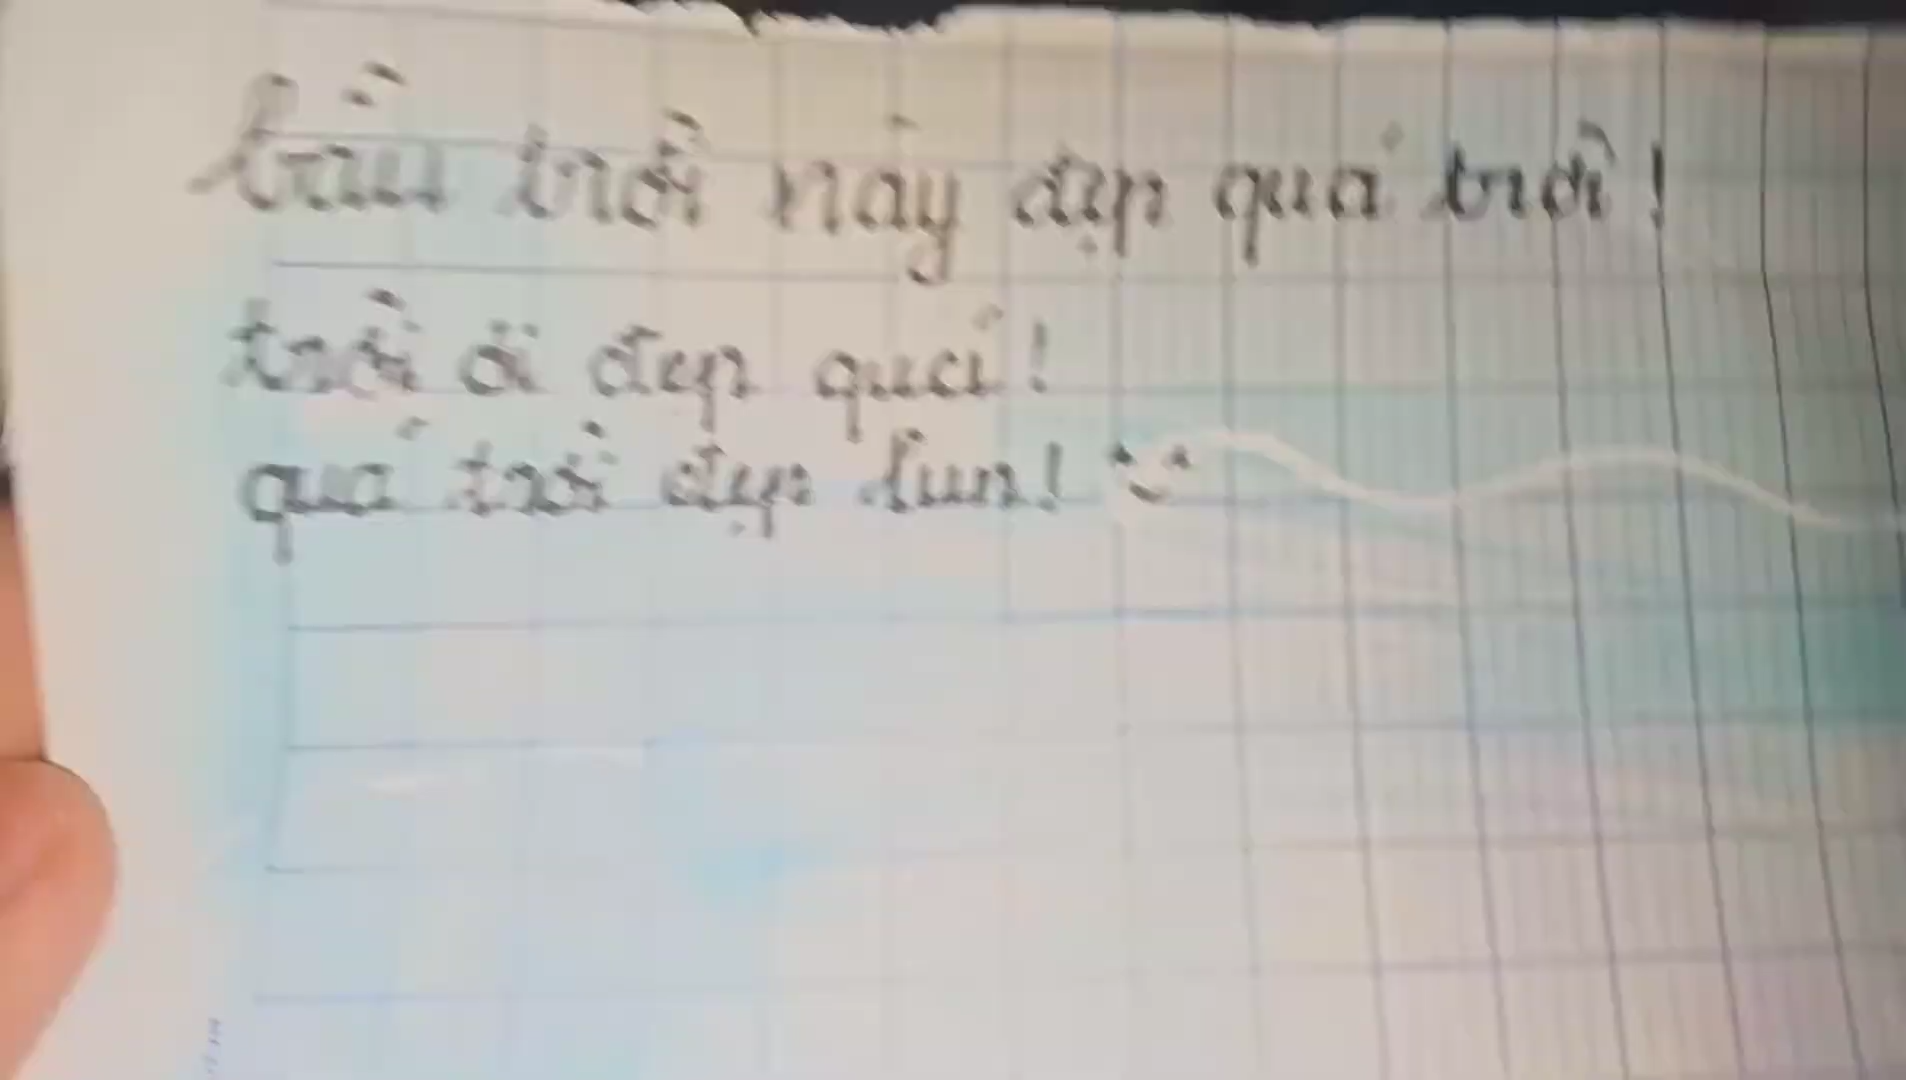 bầu trời này đẹp quá trời!
trời ơi đẹp quá!
quá trời đẹp lun!